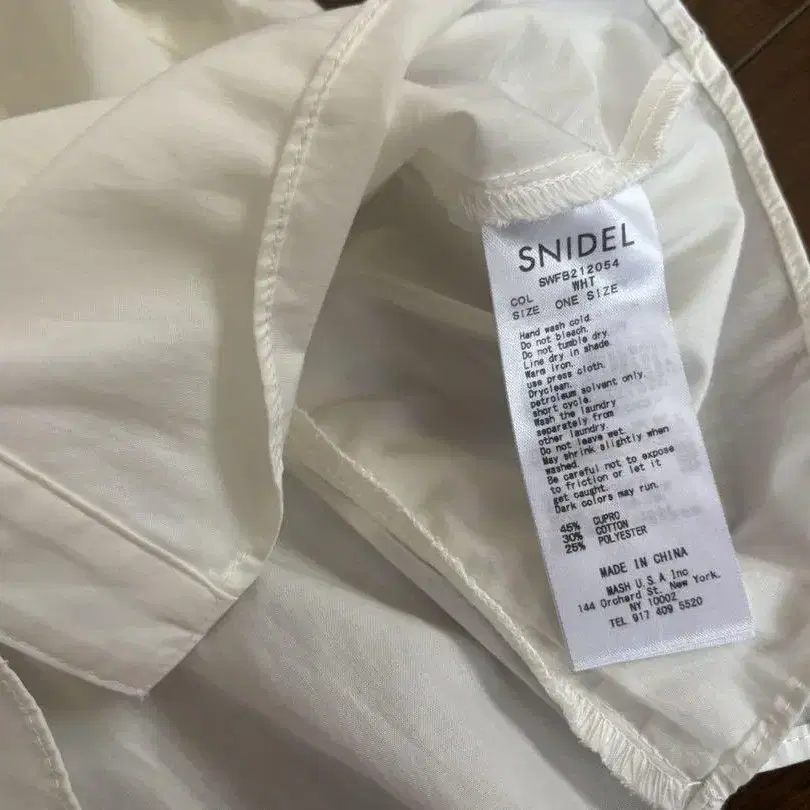 SNIDEL
SWFB212054
COL WHT
SIZE ONE SIZE
Hand wash cold.
Do not bleach.
Do not tumble dry.
Line dry in shade.
Warm iron.
use press cloth.
Dryclean.
petroleum solvent only.
short cycle.
Wash the laundry
separately from
other laundry.
Do not leave wet.
May shrink slightly when
washed.
Be careful not to expose
to friction or let it
get caught.
Dark colors may run.
45% CUPRO
30% COTTON
25% POLYESTER
MADE IN CHINA
MASH U.S.A Inc
144 Orchard St. New York.
NY 10002
TEL 917 409 5520